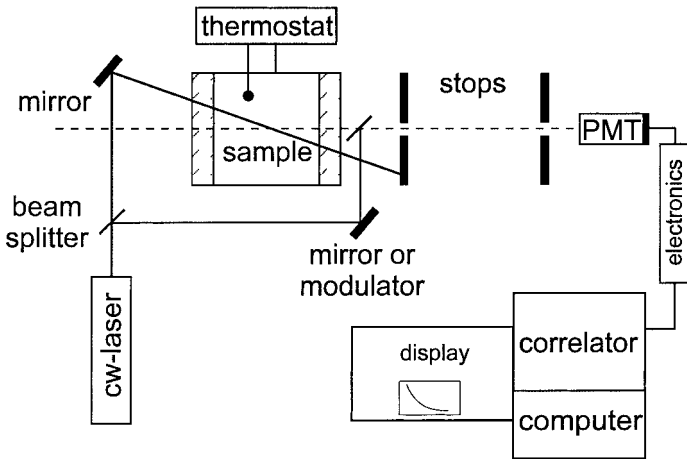 thermostat
mirror
stops
sample
PMT
beam
splitter
mirror or
modulator
electronics
cw-laser
display
correlator
computer